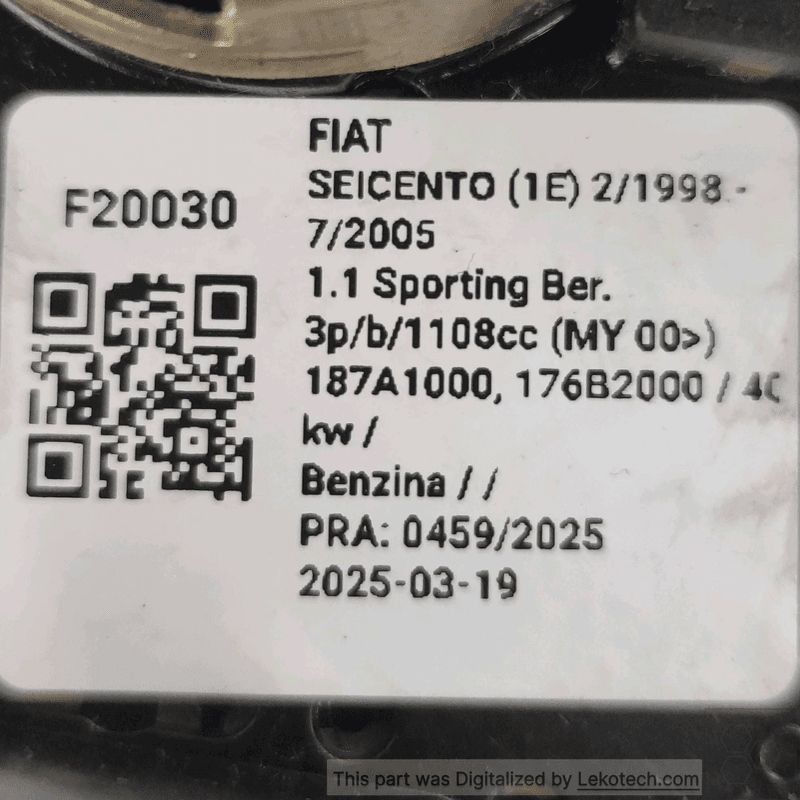 F20030
FIAT
SEICENTO (1E) 2/1998 -
7/2005
1.1 Sporting Ber.
3p/b/1108cc (MY 00>)
187A1000, 176B2000 / 40
kw /
Benzina / /
PRA: 0459/2025
2025-03-19
This part was Digitalized by Lekotech.com